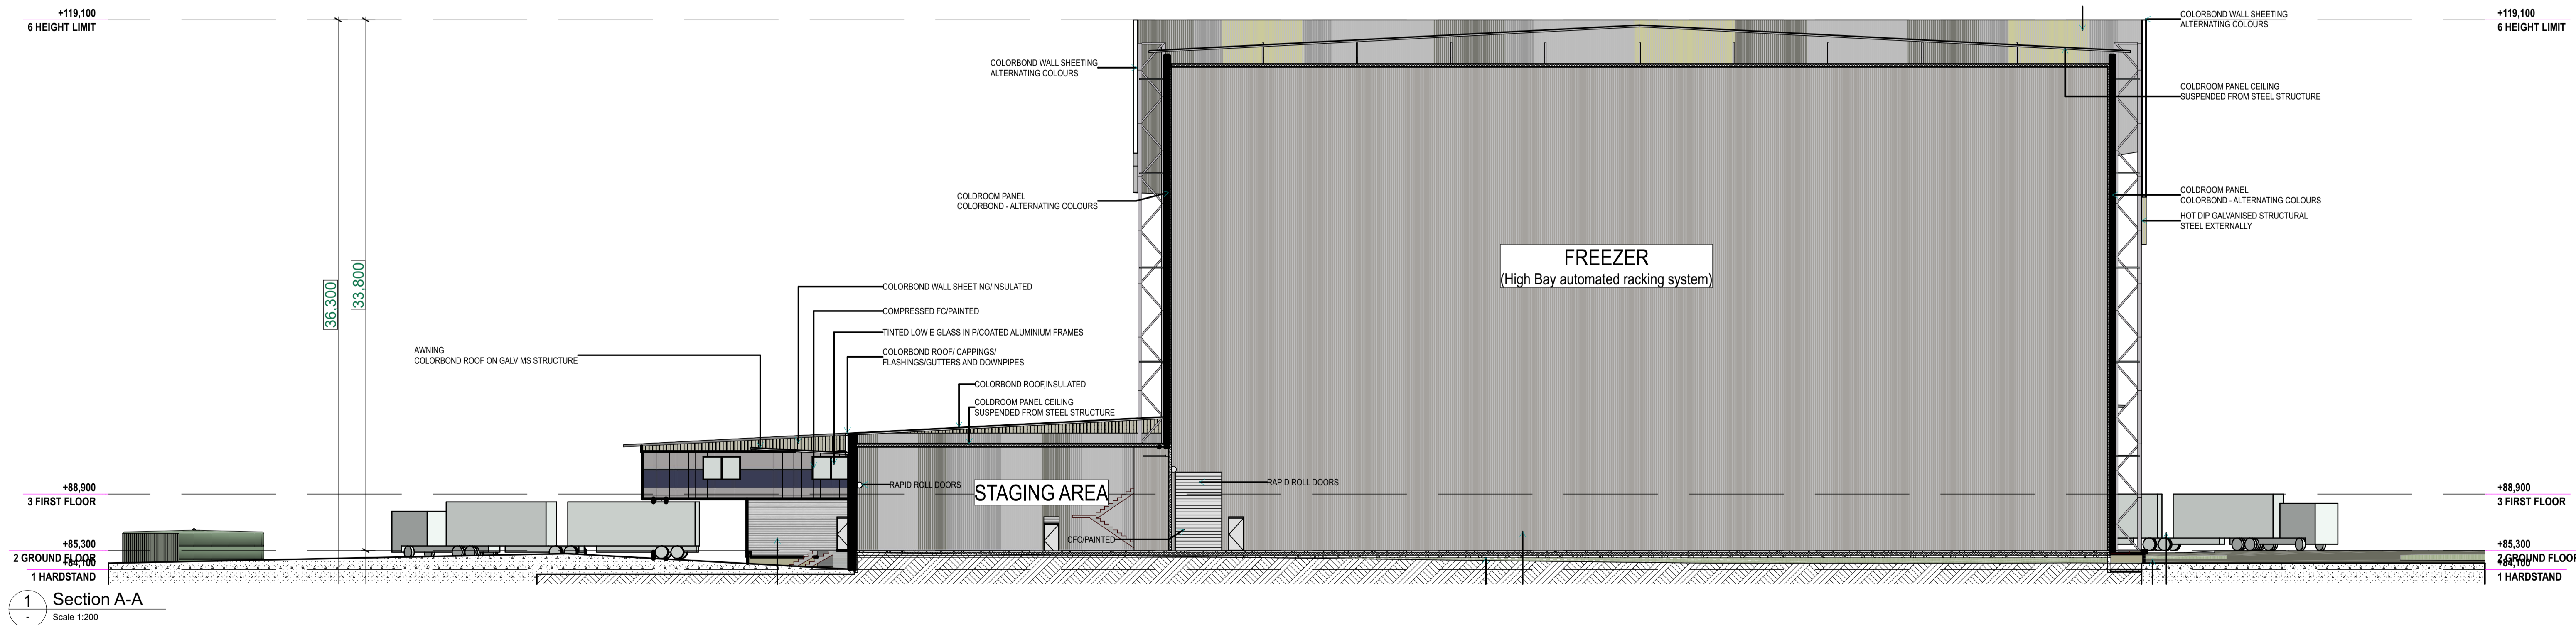 +119,100
6 HEIGHT LIMIT
COLORBOND WALL SHEETING
ALTERNATING COLOURS
COLORBOND WALL SHEETING
ALTERNATING COLOURS
+119,100
6 HEIGHT LIMIT
COLDROOM PANEL CEILING
SUSPENDED FROM STEEL STRUCTURE
COLDROOM PANEL
COLORBOND - ALTERNATING COLOURS
COLDROOM PANEL
COLORBOND - ALTERNATING COLOURS
HOT DIP GALVANISED STRUCTURAL
STEEL EXTERNALLY
FREEZER
(High Bay automated racking system)
36,300
33,800
COLORBOND WALL SHEETING/INSULATED
COMPRESSED FC/PAINTED
TINTED LOW E GLASS IN P/COATED ALUMINIUM FRAMES
AWNING
COLORBOND ROOF ON GALV MS STRUCTURE
COLORBOND ROOF/ CAPPINGS/
FLASHINGS/GUTTERS AND DOWNPIPES
COLORBOND ROOF,INSULATED
COLDROOM PANEL CEILING
SUSPENDED FROM STEEL STRUCTURE
RAPID ROLL DOORS
STAGING AREA
RAPID ROLL DOORS
CFC/PAINTED
+88,900
3 FIRST FLOOR
+88,900
3 FIRST FLOOR
+85,300
2 GROUND FLOOR
+84,100
1 HARDSTAND
+85,300
2 GROUND FLOOR
+84,100
1 HARDSTAND
1
-
Section A-A
Scale 1:200